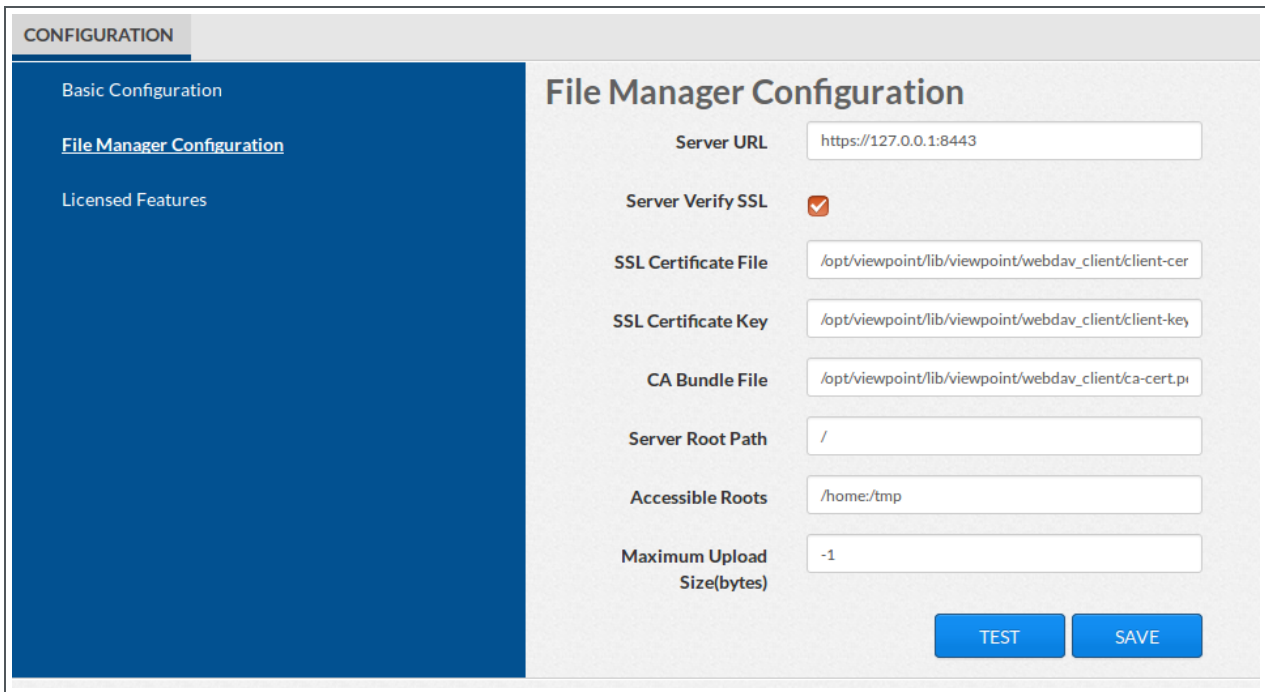 CONFIGURATION
Basic Configuration
File Manager Configuration
Licensed Features
File Manager Configuration
Server URL
https://127.0.0.1:8443
Server Verify SSL
SSL Certificate File
/opt/viewpoint/lib/viewpoint/webdav_client/client-cer
SSL Certificate Key
/opt/viewpoint/lib/viewpoint/webdav_client/client-key
CA Bundle File
/opt/viewpoint/lib/viewpoint/webdav_client/ca-cert.p
Server Root Path
/
Accessible Roots
/home:/tmp
Maximum Upload
Size(bytes)
-1
TEST
SAVE